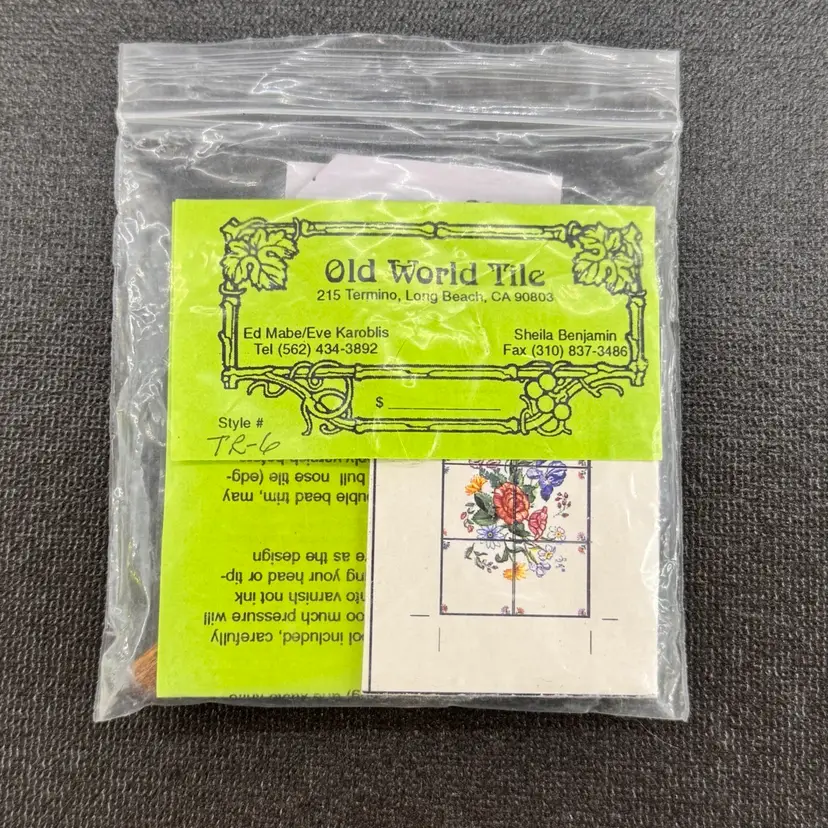 Old World Tile
215 Termino, Long Beach, CA 90803
Ed Mabe/Eve Karoblis
Tel (562) 434-3892
Sheila Benjamin
Fax (310) 837-3486
$
Style #
TR-6
ool included, carefully
oo much pressure will
nto varnish not ink
ng your head or tip-
e as the design
uble bead trim, may
bull nose tile (edg-